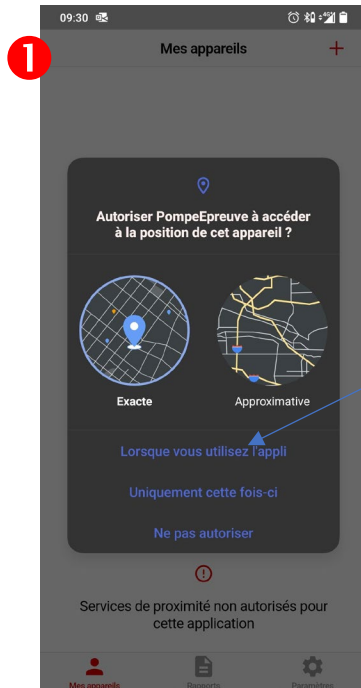 09:30
1
Mes appareils +
Autoriser PompeEpreuve à accéder
à la position de cet appareil ?
Exacte
Approximative
Lorsque vous utilisez l'appli
Uniquement cette fois-ci
Ne pas autoriser
Services de proximité non autorisés pour
cette application
Mes appareils
Rapports
Paramètres